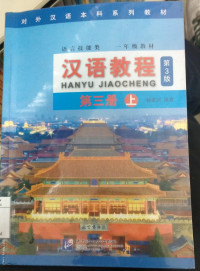 对外汉语本科系列教材
语言技能类 一年级教材
汉语教程
第3版
HANYU JIAOCHENG
第三册 上